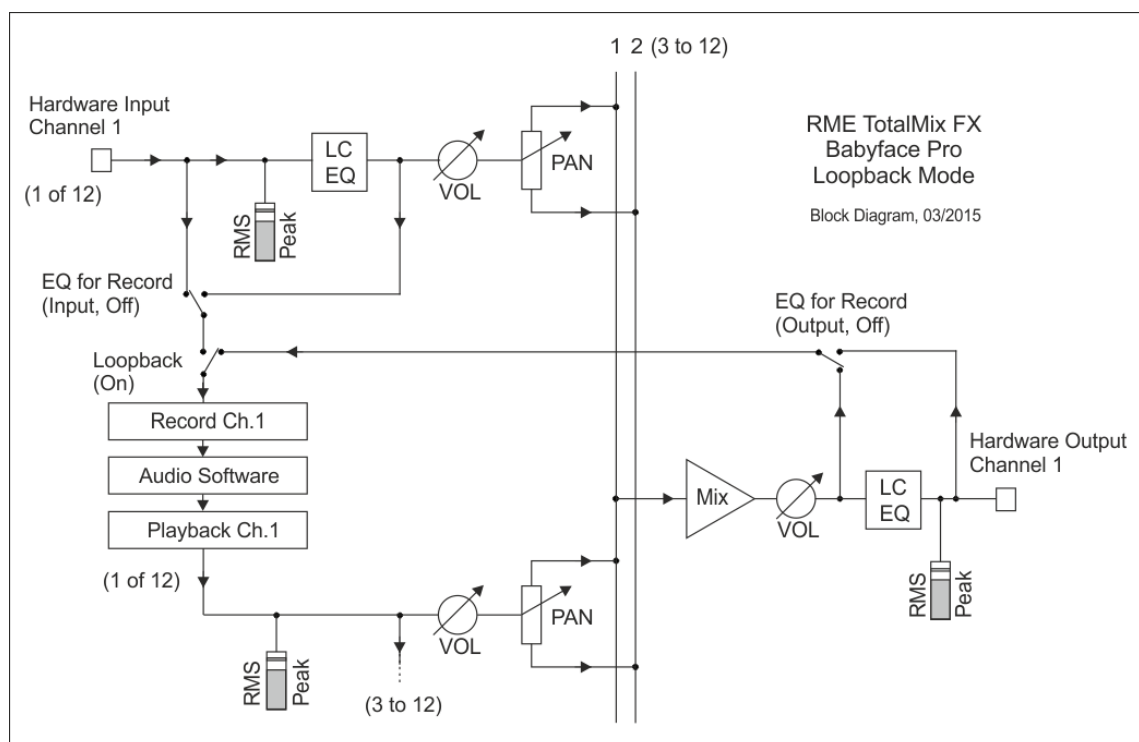 1 2 (3 to 12)
Hardware Input
Channel 1
(1 of 12)
LC
EQ
VOL
PAN
RMS
Peak
RME TotalMix FX
Babyface Pro
Loopback Mode
Block Diagram, 03/2015
EQ for Record
(Input, Off)
EQ for Record
(Output, Off)
Loopback
(On)
Record Ch.1
Audio Software
Playback Ch.1
(1 of 12)
Mix
VOL
LC
EQ
Hardware Output
Channel 1
RMS
Peak
VOL
PAN
RMS
Peak
(3 to 12)